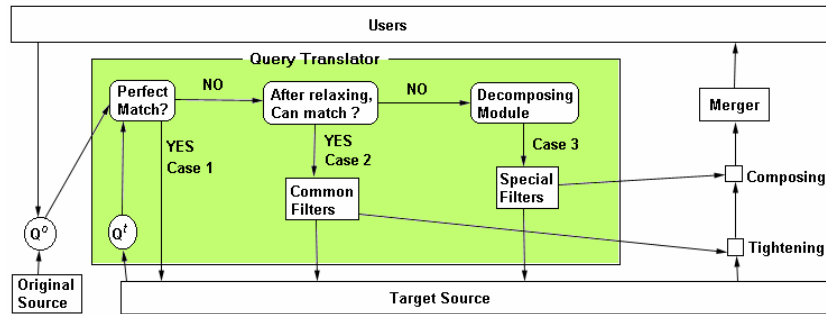 Users
Query Translator
Perfect
Match?
NO
After relaxing,
Can match ?
NO
Decomposing
Module
Merger
YES
Case 1
YES
Case 2
Case 3
Common
Filters
Special
Filters
Composing
Q^o
Q^t
Tightening
Original
Source
Target Source